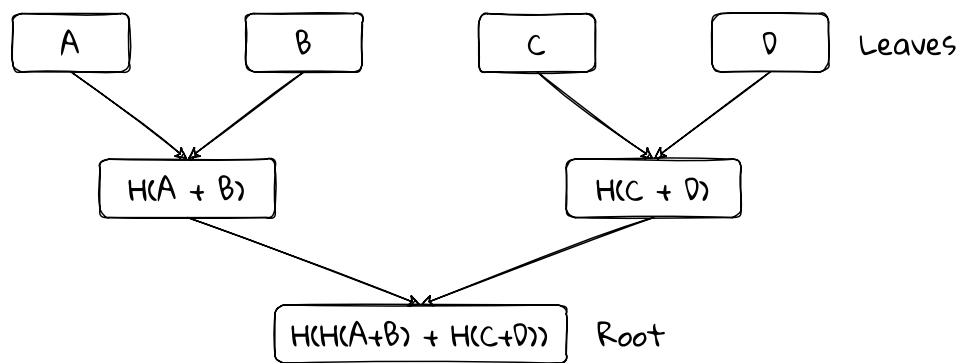 A B C D Leaves
H(A + B) H(C + D)
H(H(A+B) + H(C+D)) Root